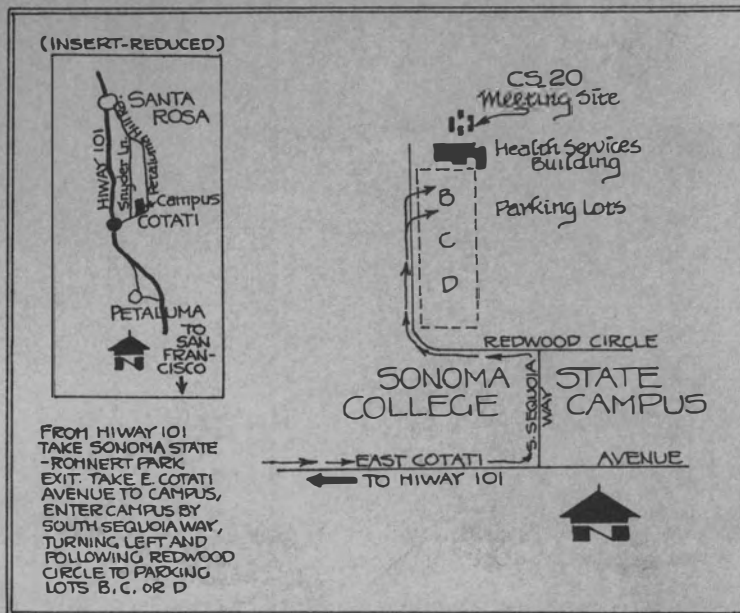 (INSERT-REDUCED)
SANTA
ROSA
HIWAY 101
Snyder Ln.
Petaluma Hill Rd.
Campus
COTATI
PETALUMA
TO
SAN
FRAN-
CISCO
N
FROM HIWAY 101
TAKE SONOMA STATE
-ROHNERT PARK
EXIT. TAKE E. COTATI
AVENUE TO CAMPUS,
ENTER CAMPUS BY
SOUTH SEQUOIA WAY,
TURNING LEFT AND
FOLLOWING REDWOOD
CIRCLE TO PARKING
LOTS B, C, OR D
CS 20
Meeting Site
Health Services
Building
B
Parking Lots
C
D
REDWOOD CIRCLE
SONOMA STATE
COLLEGE CAMPUS
S. SEQUOIA
WAY
EAST COTATI AVENUE
TO HIWAY 101
N